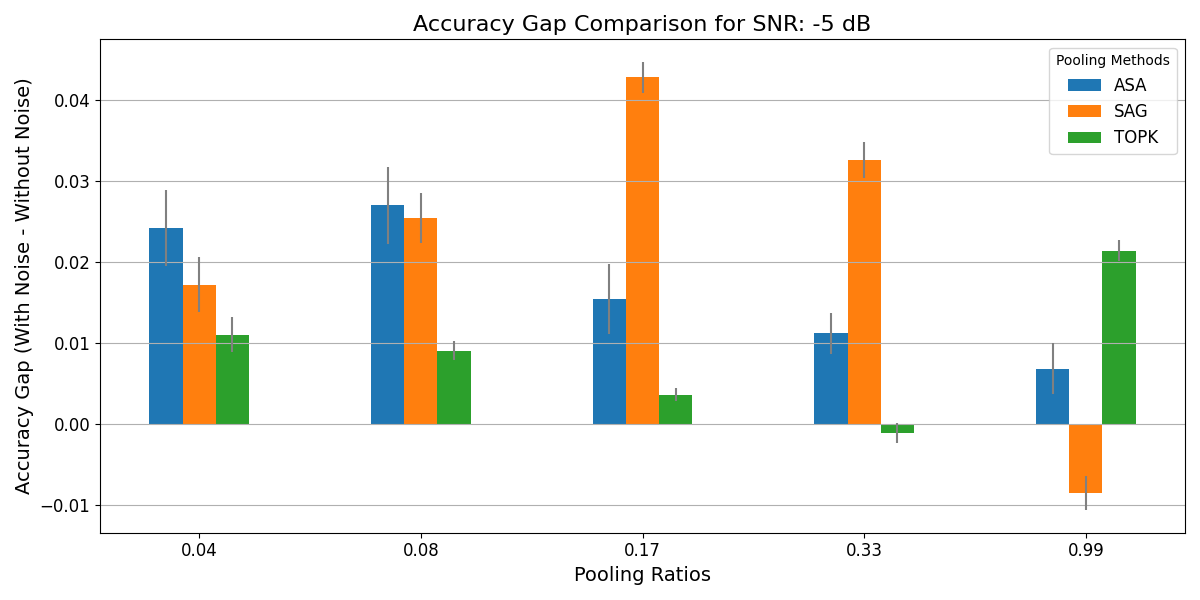 Accuracy Gap Comparison for SNR: -5 dB
Accuracy Gap (With Noise - Without Noise)
0.04
0.03
0.02
0.01
0.00
−0.01
Pooling Methods
ASA
SAG
TOPK
0.04 0.08 0.17 0.33 0.99
Pooling Ratios